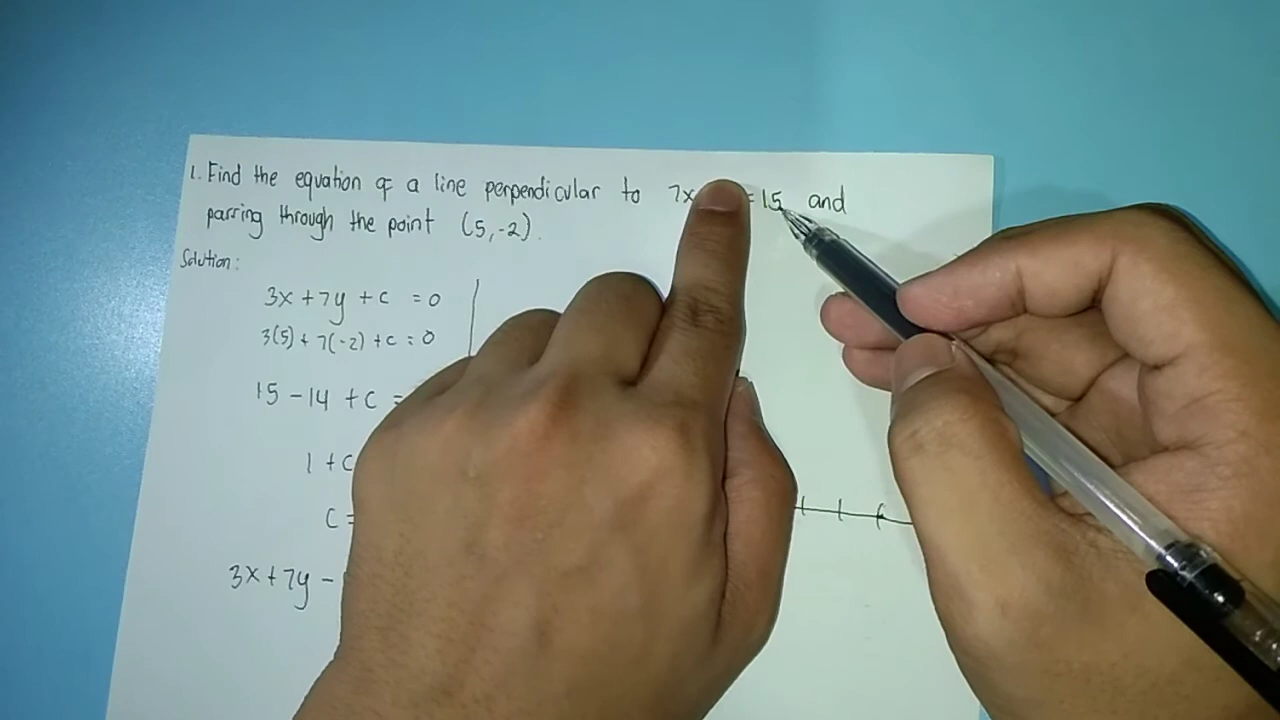 1. Find the equation of a line perpendicular to 7x =15 and
passing through the point (5,-2).
Solution:
3x + 7y + c = 0
3(5) + 7(-2) + c = 0
15 - 14 + c =
1 + c
c =
3x + 7y -